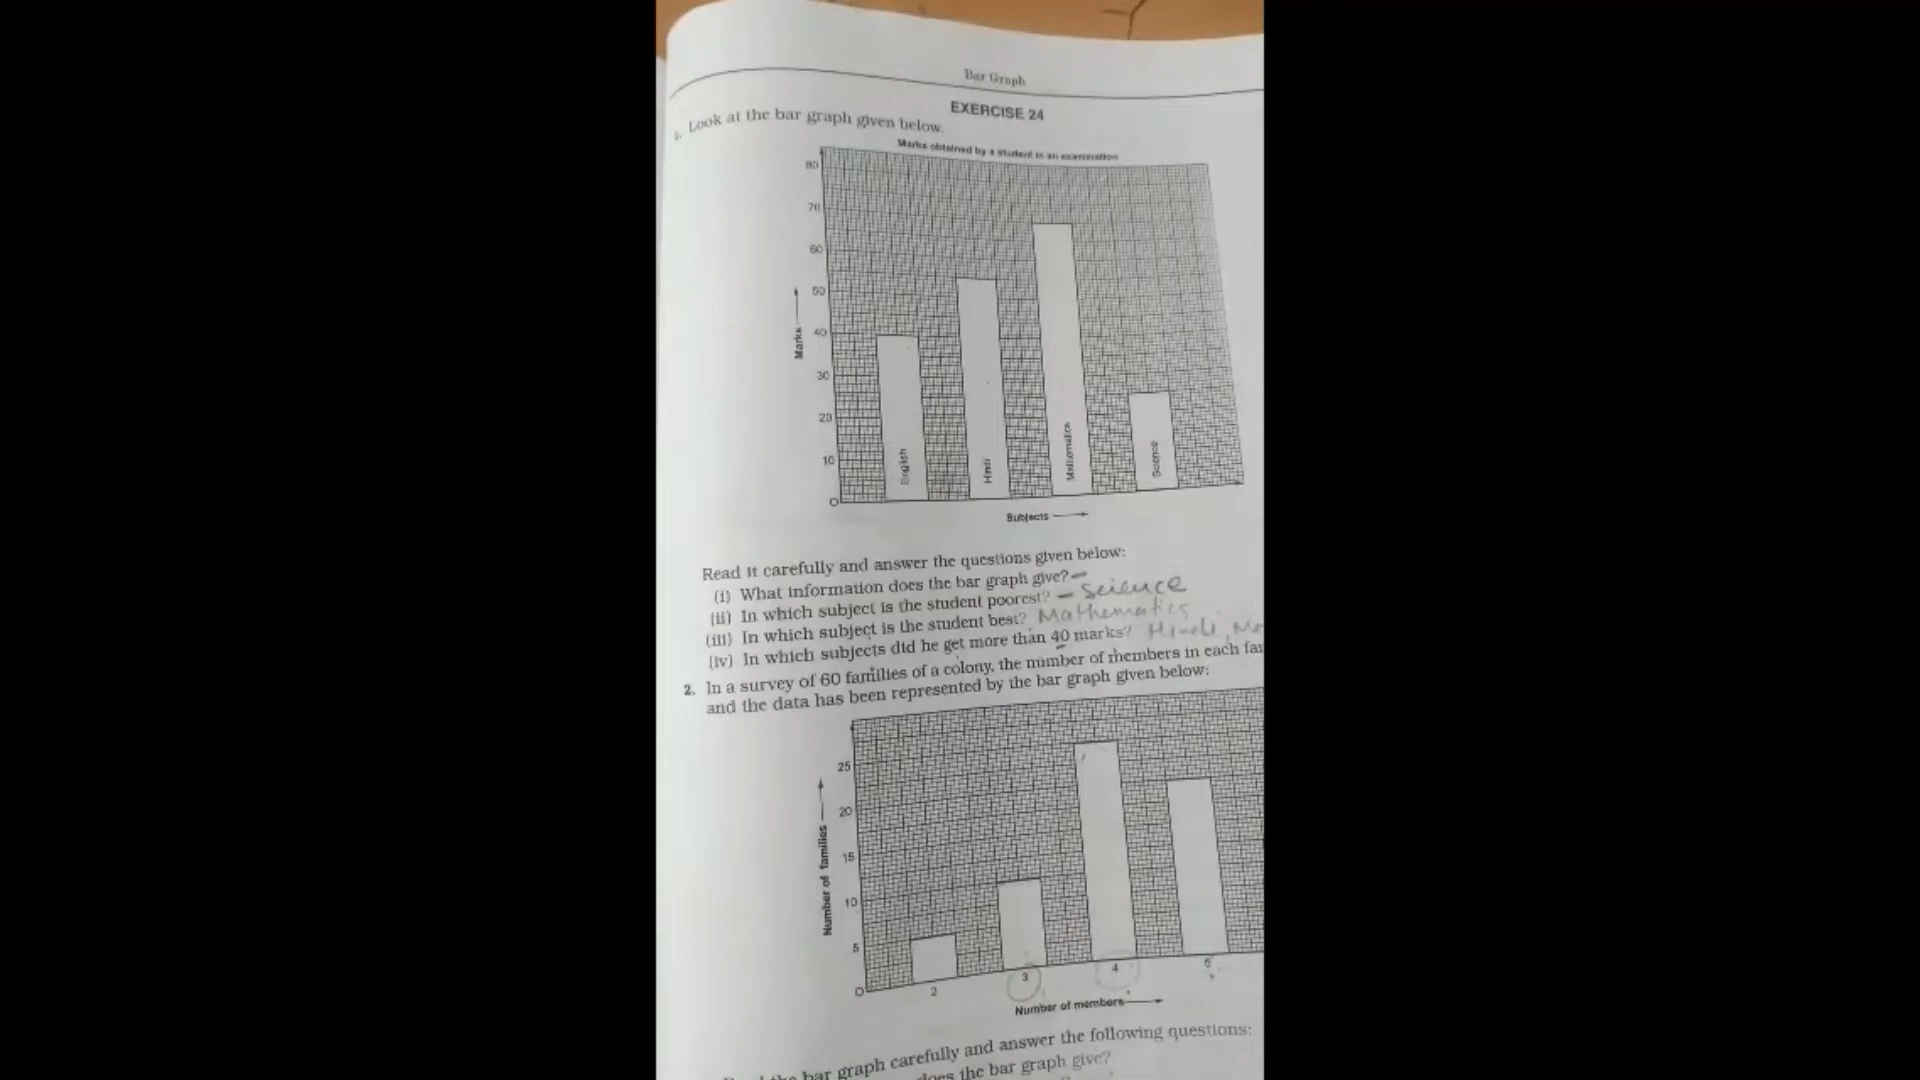 Bar Graph
EXERCISE 24
1. Look at the bar graph given below.
Marks obtained by a student in an examination
80
70
60
50
40
30
20
10
O
Marks
English
Hindi
Mathematics
Science
Subjects
Read it carefully and answer the questions given below:
(i) What information does the bar graph give? –
(ii) In which subject is the student poorest? – science
(iii) In which subject is the student best? Mathematics
(iv) In which subjects did he get more than 40 marks? Hindi,
2. In a survey of 60 families of a colony, the number of members in each
and the data has been represented by the bar graph given below:
25
20
15
10
5
O
Number of families
2
3
4
Number of members
bar graph carefully and answer the following questions:
does the bar graph give?